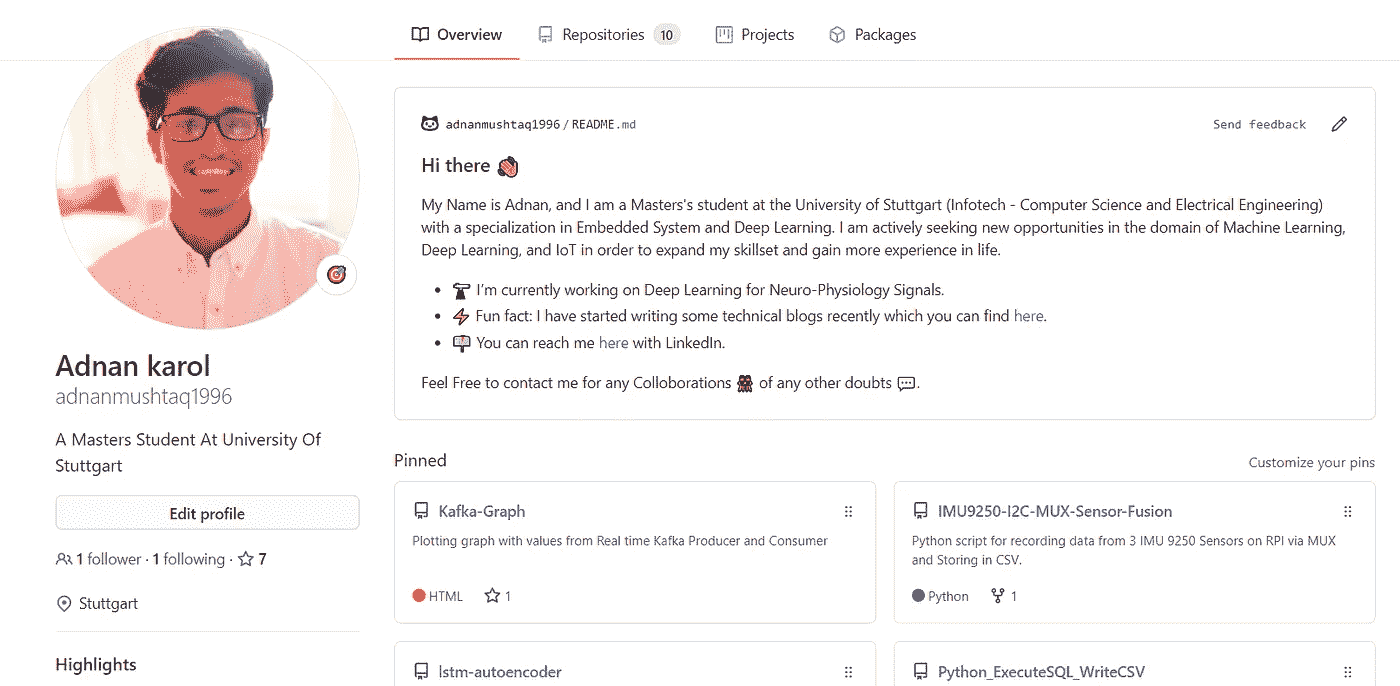 Overview Repositories 10 Projects Packages
adnanmushtaq1996/README.md Send feedback
Hi there
My Name is Adnan, and I am a Masters's student at the University of Stuttgart (Infotech - Computer Science and Electrical Engineering)
with a specialization in Embedded System and Deep Learning. I am actively seeking new opportunities in the domain of Machine Learning,
Deep Learning, and IoT in order to expand my skillset and gain more experience in life.
I'm currently working on Deep Learning for Neuro-Physiology Signals.
Fun fact: I have started writing some technical blogs recently which you can find here.
You can reach me here with LinkedIn.
Feel Free to contact me for any Colloborations of any other doubts .
Adnan karol
adnanmushtaq1996
A Masters Student At University Of
Stuttgart
Edit profile
1 follower · 1 following · 7
Stuttgart
Highlights
Pinned Customize your pins
Kafka-Graph
Plotting graph with values from Real time Kafka Producer and Consumer
HTML 1
IMU9250-I2C-MUX-Sensor-Fusion
Python script for recording data from 3 IMU 9250 Sensors on RPI via MUX
and Storing in CSV.
Python 1
lstm-autoencoder
Python_ExecuteSQL_WriteCSV